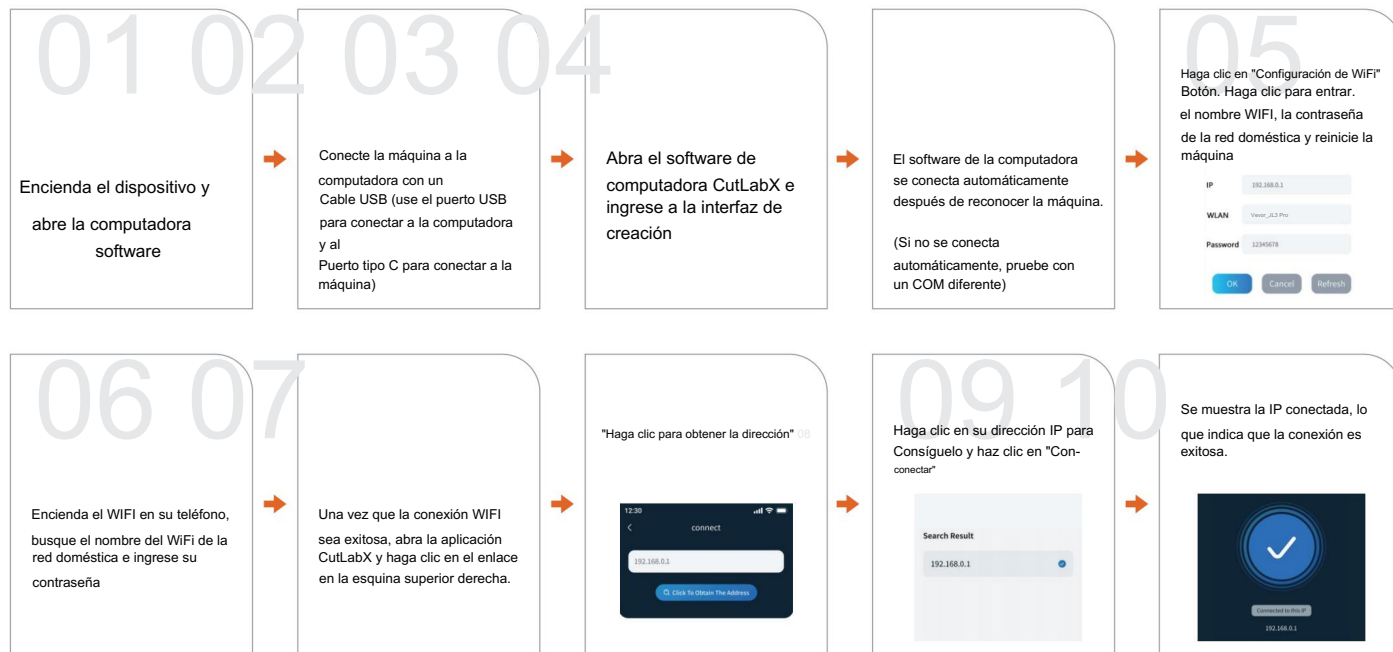 01 02 03 04
Encienda el dispositivo y
abre la computadora
software
Conecte la máquina a la
computadora con un
Cable USB (use el puerto USB
para conectar a la computadora
y al
Puerto tipo C para conectar a la
máquina)
Abra el software de
computadora CutLabX e
ingrese a la interfaz de
creación
El software de la computadora
se conecta automáticamente
después de reconocer la máquina.
(Si no se conecta
automáticamente, pruebe con
un COM diferente)
05
Haga clic en "Configuración de WiFi"
Botón. Haga clic para entrar.
el nombre WIFI, la contraseña
de la red doméstica y reinicie la
máquina
IP 192.168.0.1
WLAN Vevor_JL3 Pro
Password 12345678
OK Cancel Refresh
06 07
Encienda el WIFI en su teléfono,
busque el nombre del WiFi de la
red doméstica e ingrese su
contraseña
Una vez que la conexión WIFI
sea exitosa, abra la aplicación
CutLabX y haga clic en el enlace
en la esquina superior derecha.
"Haga clic para obtener la dirección" 08
12:30
connect
192.168.0.1
Click To Obtain The Address
09 10
Haga clic en su dirección IP para
Consíguelo y haz clic en "Con-
conectar"
Search Result
192.168.0.1
Se muestra la IP conectada, lo
que indica que la conexión es
exitosa.
Connected to this IP
192.168.0.1